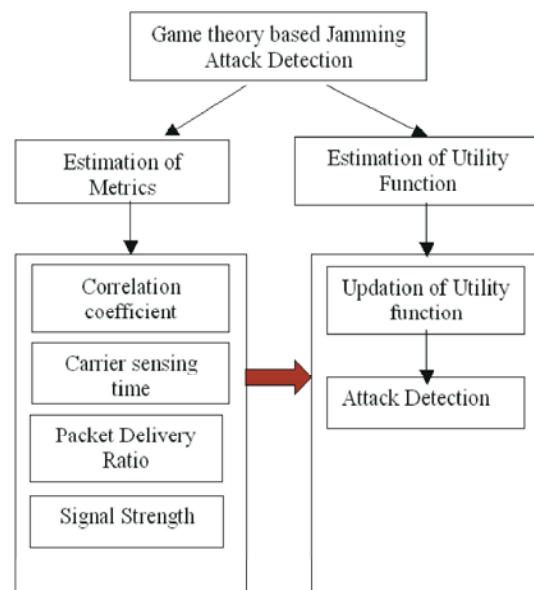 Game theory based Jamming
Attack Detection
Estimation of
Metrics
Estimation of Utility
Function
Correlation
coefficient
Carrier sensing
time
Packet Delivery
Ratio
Signal Strength
Updation of Utility
function
Attack Detection